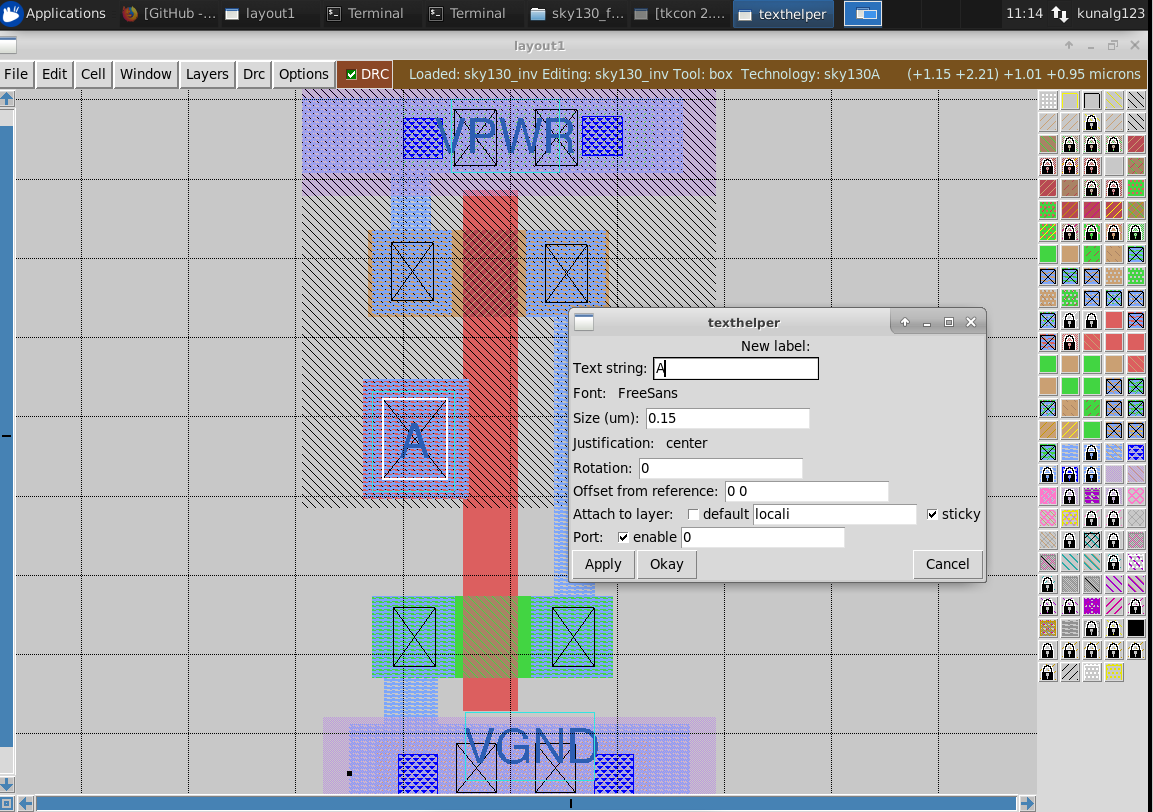 Applications [GitHub -... layout1 Terminal Terminal sky130_f... [tkcon 2.... texthelper 11:14 kunalg123
layout1
File Edit Cell Window Layers Drc Options DRC Loaded: sky130_inv Editing: sky130_inv Tool: box Technology: sky130A (+1.15 +2.21) +1.01 +0.95 microns
VPWR
texthelper
New label:
Text string: A
Font: FreeSans
Size (um): 0.15
Justification: center
A
Rotation: 0
Offset from reference: 0 0
Attach to layer: default locali sticky
Port: enable 0
Apply Okay Cancel
VGND